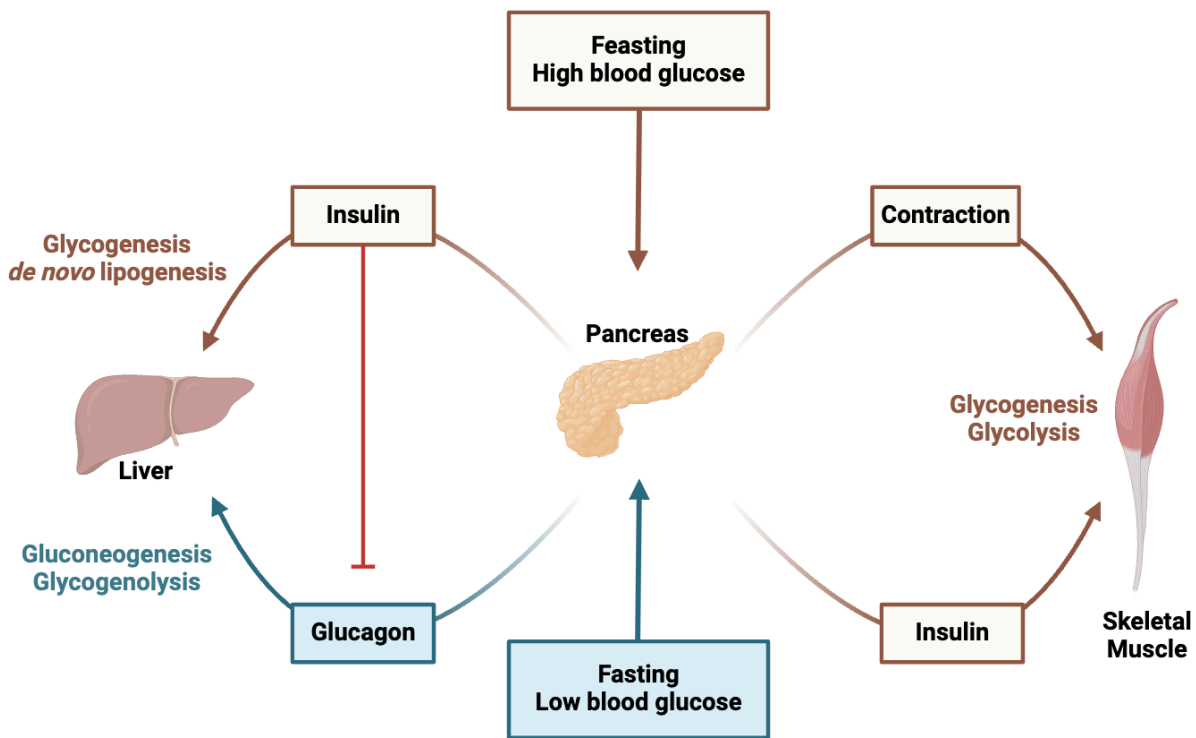 Feasting
High blood glucose
Insulin
Contraction
Glycogenesis
de novo lipogenesis
Pancreas
Glycogenesis
Glycolysis
Liver
Gluconeogenesis
Glycogenolysis
Glucagon
Insulin
Skeletal
Muscle
Fasting
Low blood glucose